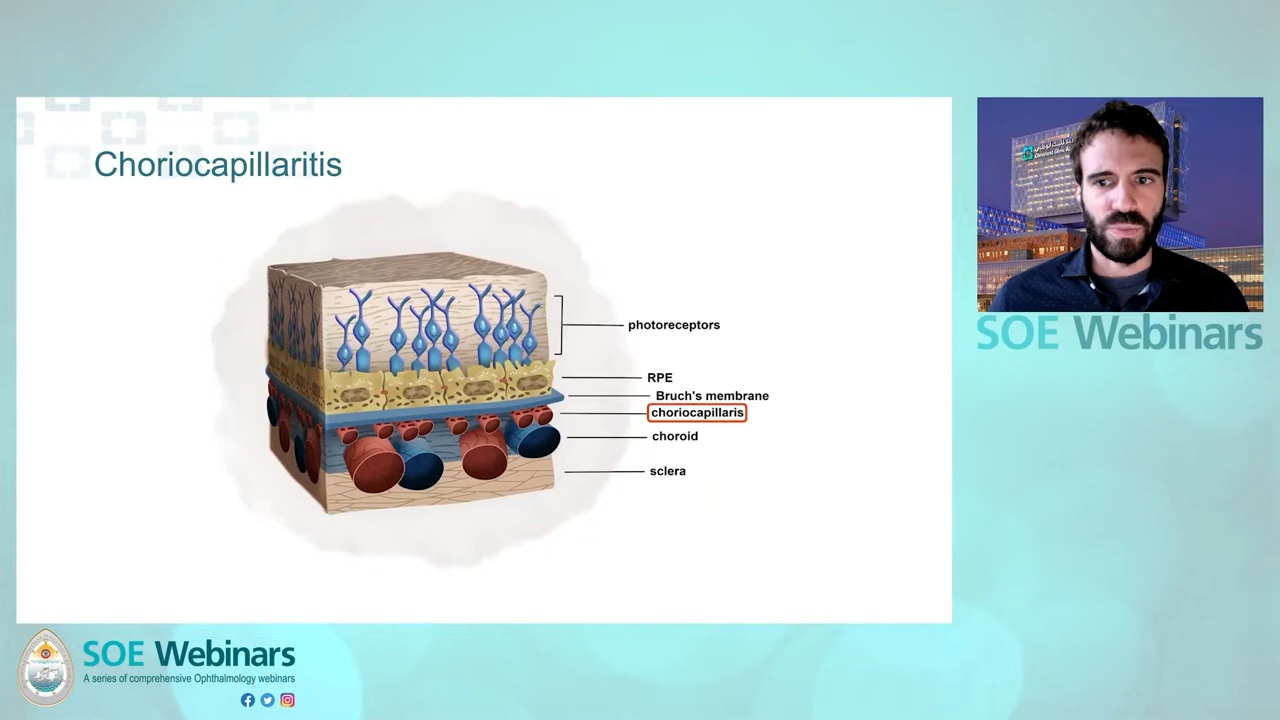 Choriocapillaritis
photoreceptors
RPE
Bruch's membrane
choriocapillaris
choroid
sclera
SOE Webinars
SOE Webinars
A series of comprehensive Ophthalmology webinars